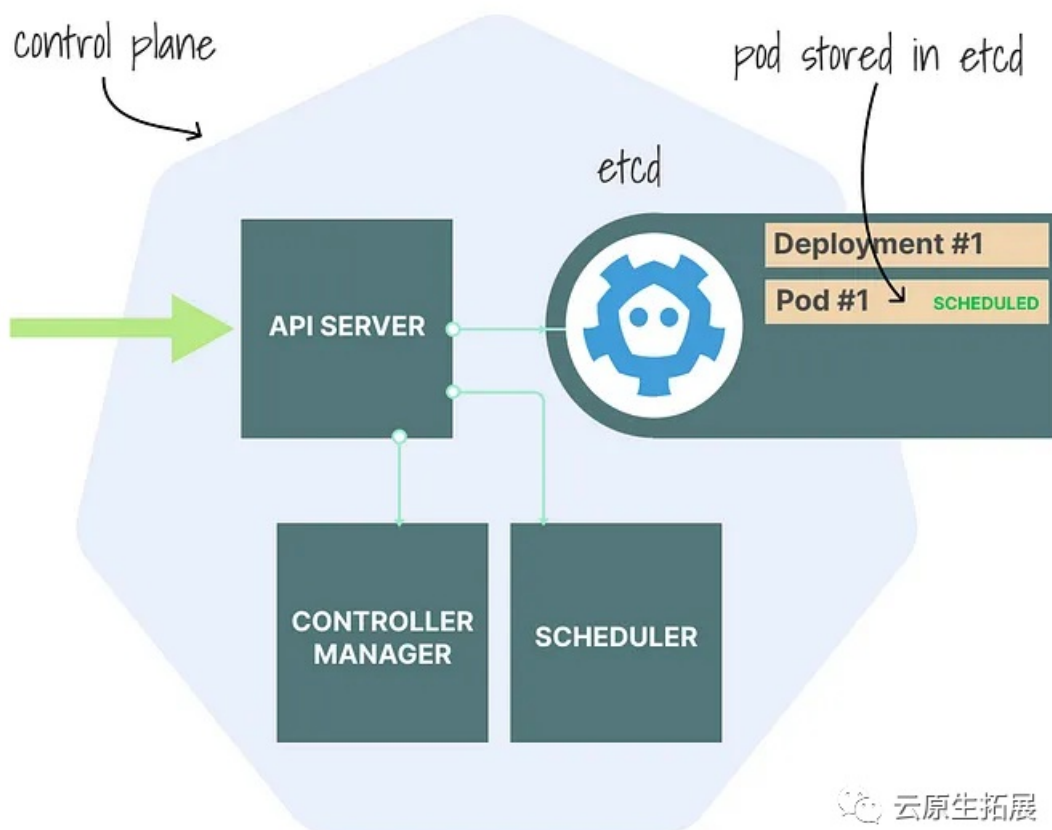 control plane
pod stored in etcd
etcd
Deployment #1
Pod #1 SCHEDULED
API SERVER
CONTROLLER
MANAGER
SCHEDULER
云原生拓展